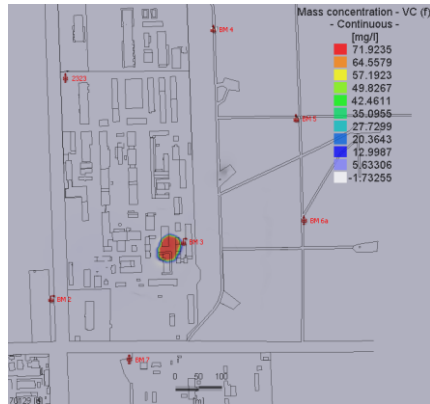 Mass concentration - VC (f)
- Continuous -
[mg/l]
71.9235
64.5579
57.1923
49.8267
42.4611
35.0955
27.7299
20.3643
12.9987
5.63306
-1.73255
BM 4
2323
BM 5
BM 6a
BM 3
BM 2
BM 7
0 50 100